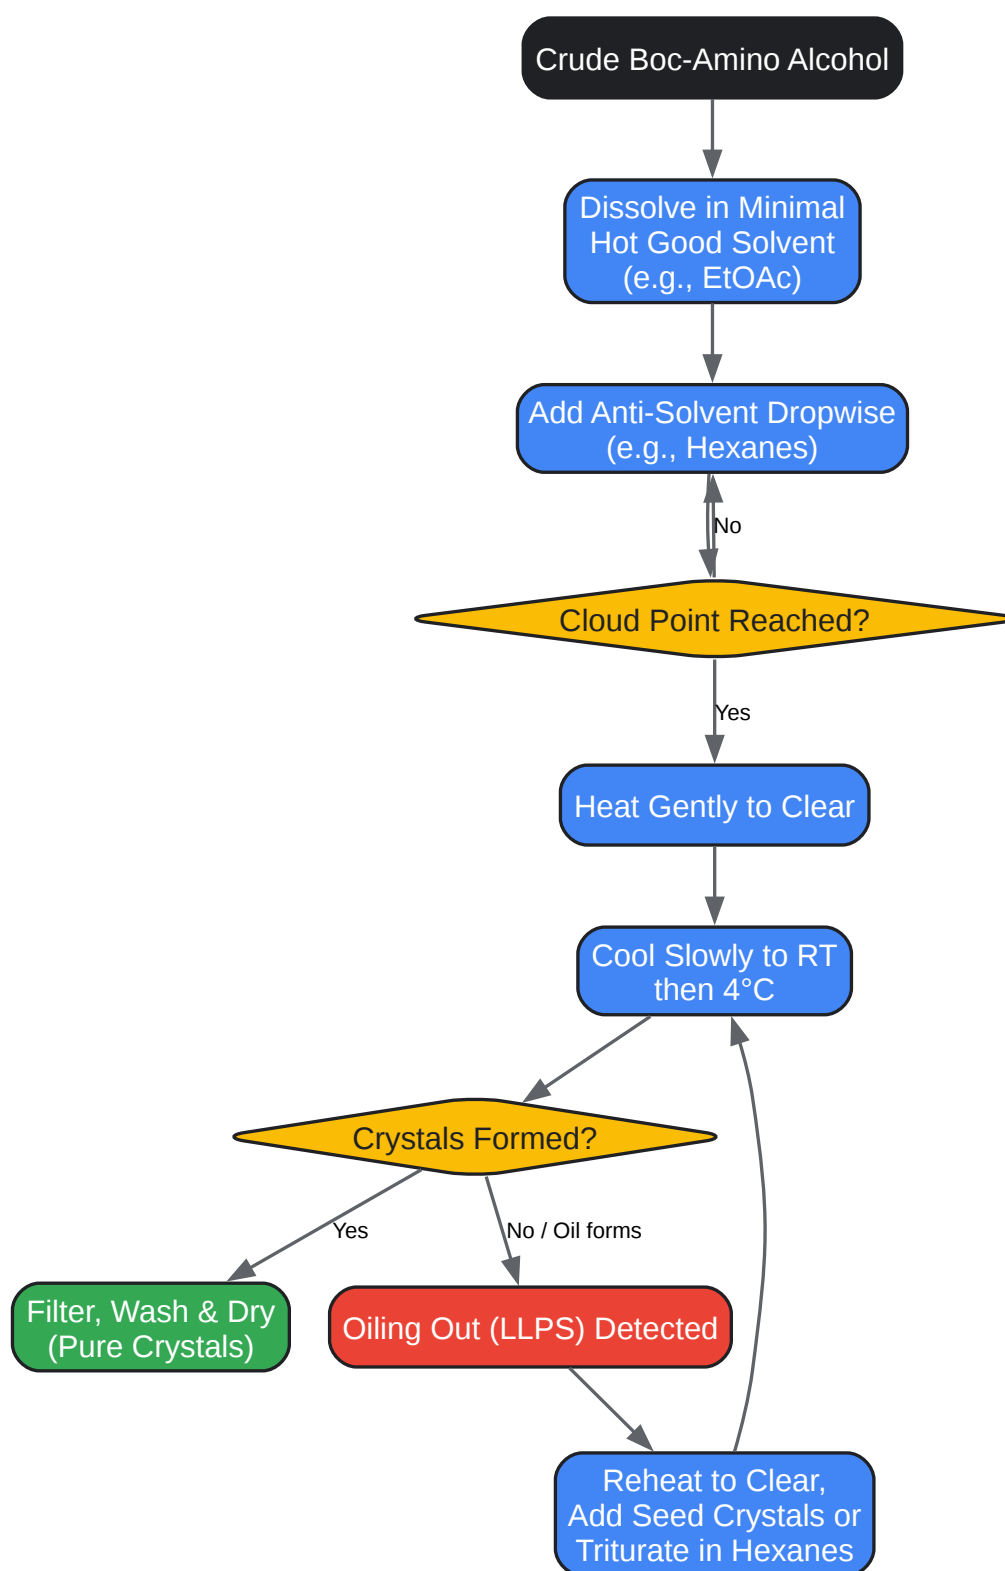 Crude Boc-Amino Alcohol
Dissolve in Minimal
Hot Good Solvent
(e.g., EtOAc)
Add Anti-Solvent Dropwise
(e.g., Hexanes)
No
Cloud Point Reached?
Yes
Heat Gently to Clear
Cool Slowly to RT
then 4°C
Crystals Formed?
Yes
No / Oil forms
Filter, Wash & Dry
(Pure Crystals)
Oiling Out (LLPS) Detected
Reheat to Clear,
Add Seed Crystals or
Triturate in Hexanes